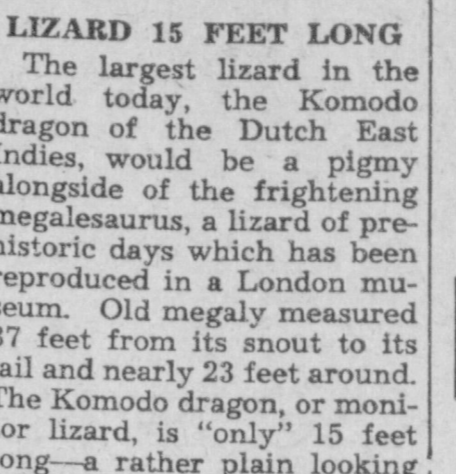 LIZARD 15 FEET LONG
The largest lizard in the
world today, the Komodo
dragon of the Dutch East
Indies, would be a pigmy
alongside of the frightening
megalesaurus, a lizard of pre-
historic days which has been
reproduced in a London mu-
seum. Old megaly measured
37 feet from its snout to its
tail and nearly 23 feet around.
The Komodo dragon, or moni-
tor lizard, is "only" 15 feet
long—a rather plain looking